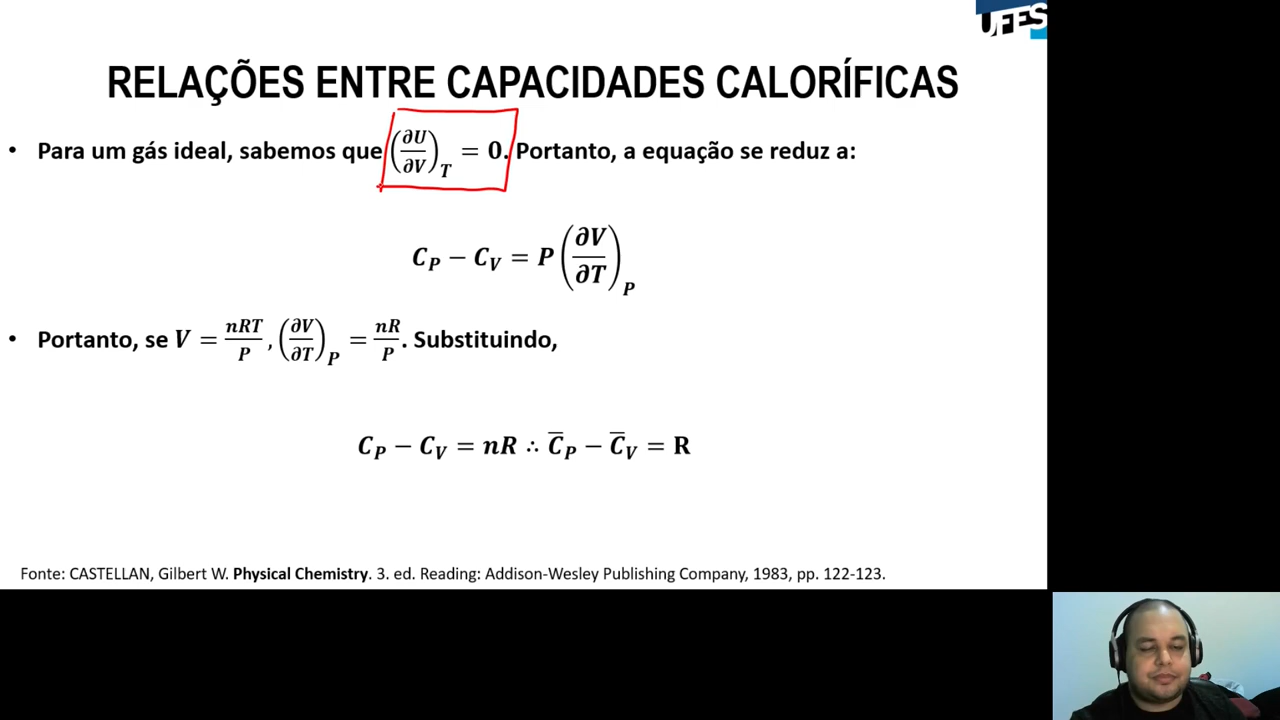 UFES
RELAÇÕES ENTRE CAPACIDADES CALORÍFICAS
• Para um gás ideal, sabemos que (∂U/∂V)_T = 0. Portanto, a equação se reduz a:
C_P − C_V = P (∂V/∂T)_P
• Portanto, se V = nRT/P, (∂V/∂T)_P = nR/P. Substituindo,
C_P − C_V = nR ∴ C̅_P − C̅_V = R
Fonte: CASTELLAN, Gilbert W. Physical Chemistry. 3. ed. Reading: Addison-Wesley Publishing Company, 1983, pp. 122-123.